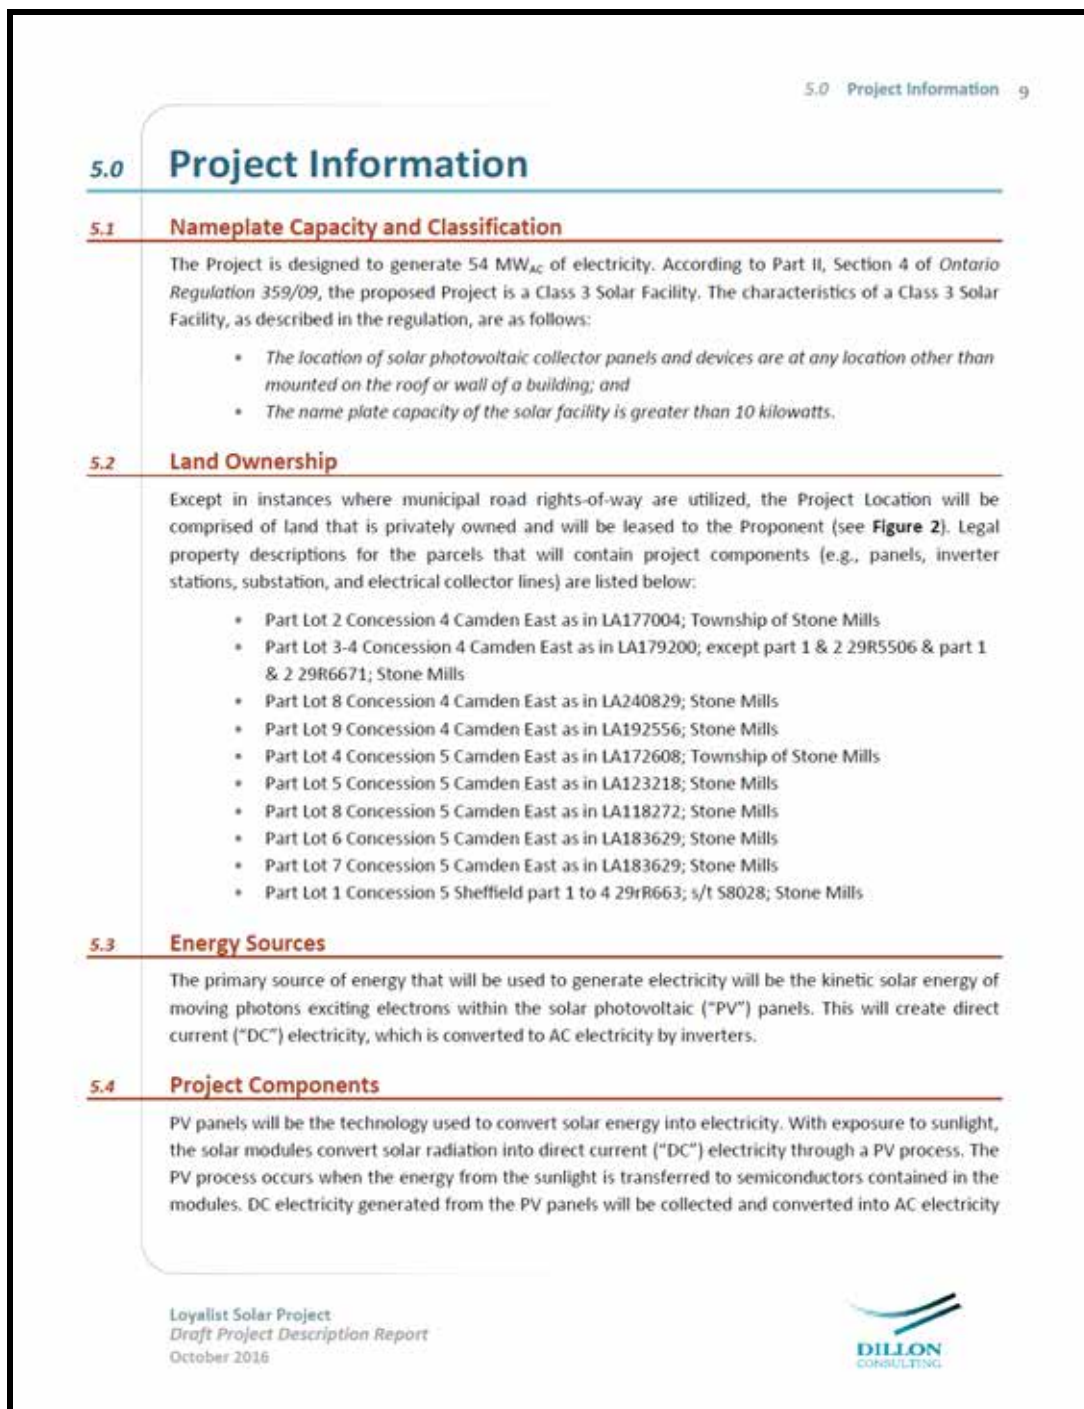 5.0 Project Information 9
5.0 Project Information
5.1 Nameplate Capacity and Classification
The Project is designed to generate 54 MWAC of electricity. According to Part II, Section 4 of Ontario
Regulation 359/09, the proposed Project is a Class 3 Solar Facility. The characteristics of a Class 3 Solar
Facility, as described in the regulation, are as follows:
• The location of solar photovoltaic collector panels and devices are at any location other than
mounted on the roof or wall of a building; and
• The name plate capacity of the solar facility is greater than 10 kilowatts.
5.2 Land Ownership
Except in instances where municipal road rights-of-way are utilized, the Project Location will be
comprised of land that is privately owned and will be leased to the Proponent (see Figure 2). Legal
property descriptions for the parcels that will contain project components (e.g., panels, inverter
stations, substation, and electrical collector lines) are listed below:
• Part Lot 2 Concession 4 Camden East as in LA177004; Township of Stone Mills
• Part Lot 3-4 Concession 4 Camden East as in LA179200; except part 1 & 2 29R5506 & part 1
& 2 29R6671; Stone Mills
• Part Lot 8 Concession 4 Camden East as in LA240829; Stone Mills
• Part Lot 9 Concession 4 Camden East as in LA192556; Stone Mills
• Part Lot 4 Concession 5 Camden East as in LA172608; Township of Stone Mills
• Part Lot 5 Concession 5 Camden East as in LA123218; Stone Mills
• Part Lot 8 Concession 5 Camden East as in LA118272; Stone Mills
• Part Lot 6 Concession 5 Camden East as in LA183629; Stone Mills
• Part Lot 7 Concession 5 Camden East as in LA183629; Stone Mills
• Part Lot 1 Concession 5 Sheffield part 1 to 4 29rR663; s/t S8028; Stone Mills
5.3 Energy Sources
The primary source of energy that will be used to generate electricity will be the kinetic solar energy of
moving photons exciting electrons within the solar photovoltaic (“PV”) panels. This will create direct
current (“DC”) electricity, which is converted to AC electricity by inverters.
5.4 Project Components
PV panels will be the technology used to convert solar energy into electricity. With exposure to sunlight,
the solar modules convert solar radiation into direct current (“DC”) electricity through a PV process. The
PV process occurs when the energy from the sunlight is transferred to semiconductors contained in the
modules. DC electricity generated from the PV panels will be collected and converted into AC electricity
Loyalist Solar Project
Draft Project Description Report
October 2016
DILLON
CONSULTING